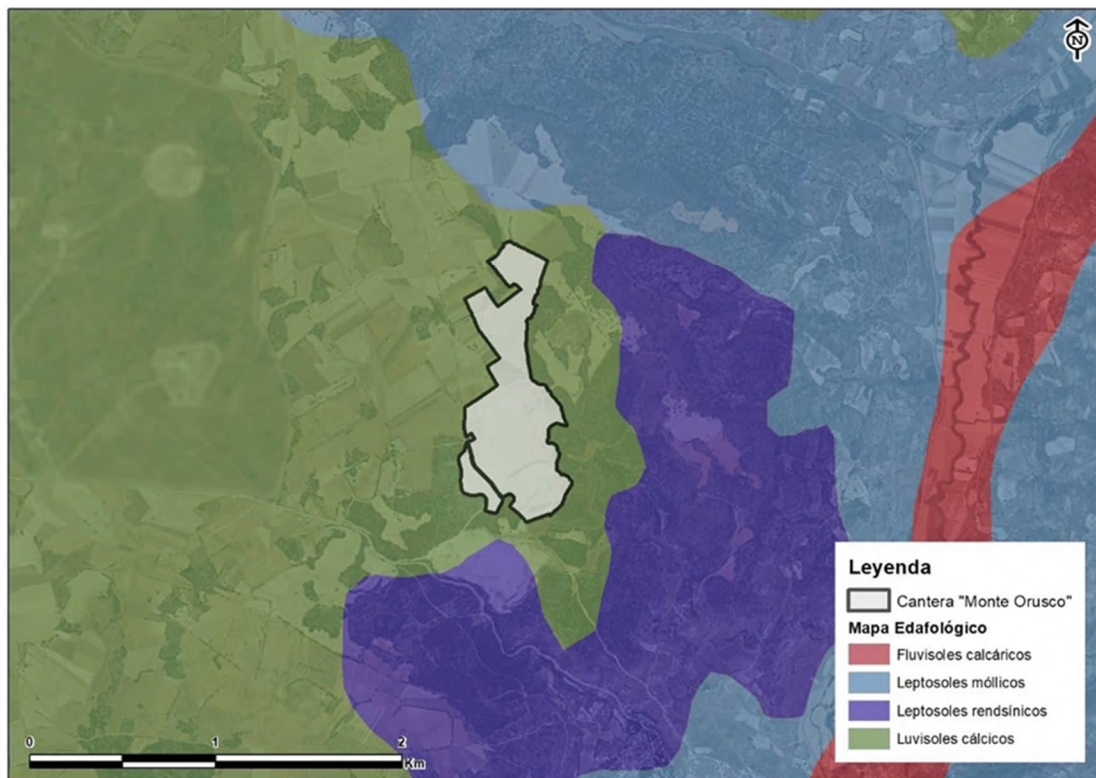 N
Leyenda
Cantera "Monte Orusco"
Mapa Edafológico
Fluvisoles calcáricos
Leptosoles móllicos
Leptosoles rendsínicos
Luvisoles cálcicos
0 1 2
Km